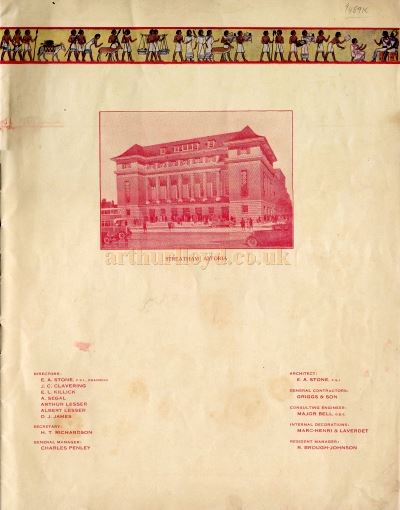 STREATHAM ASTORIA
arthurlloyd.co.uk
DIRECTORS:
E. A. STONE, F.S.I., CHAIRMAN
J. C. CLAVERING
E. L. KILLICK
A. SEGAL
ARTHUR LESSER
ALBERT LESSER
D. J. JAMES
SECRETARY:
H. T. RICHARDSON
GENERAL MANAGER:
CHARLES PENLEY
ARCHITECT:
E. A. STONE, F.S.I.
GENERAL CONTRACTORS:
GRIGGS & SON
CONSULTING ENGINEER:
MAJOR BELL, O.B.E.
INTERNAL DECORATIONS:
MARC-HENRI & LAVERDET
RESIDENT MANAGER:
R. BROUGH-JOHNSON